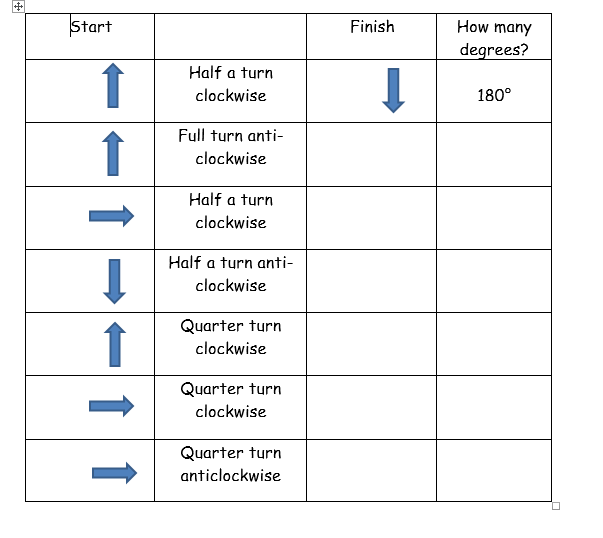 Start
Finish
How many
degrees?
Half a turn
clockwise
180°
Full turn anti-
clockwise
Half a turn
clockwise
Half a turn anti-
clockwise
Quarter turn
clockwise
Quarter turn
clockwise
Quarter turn
anticlockwise